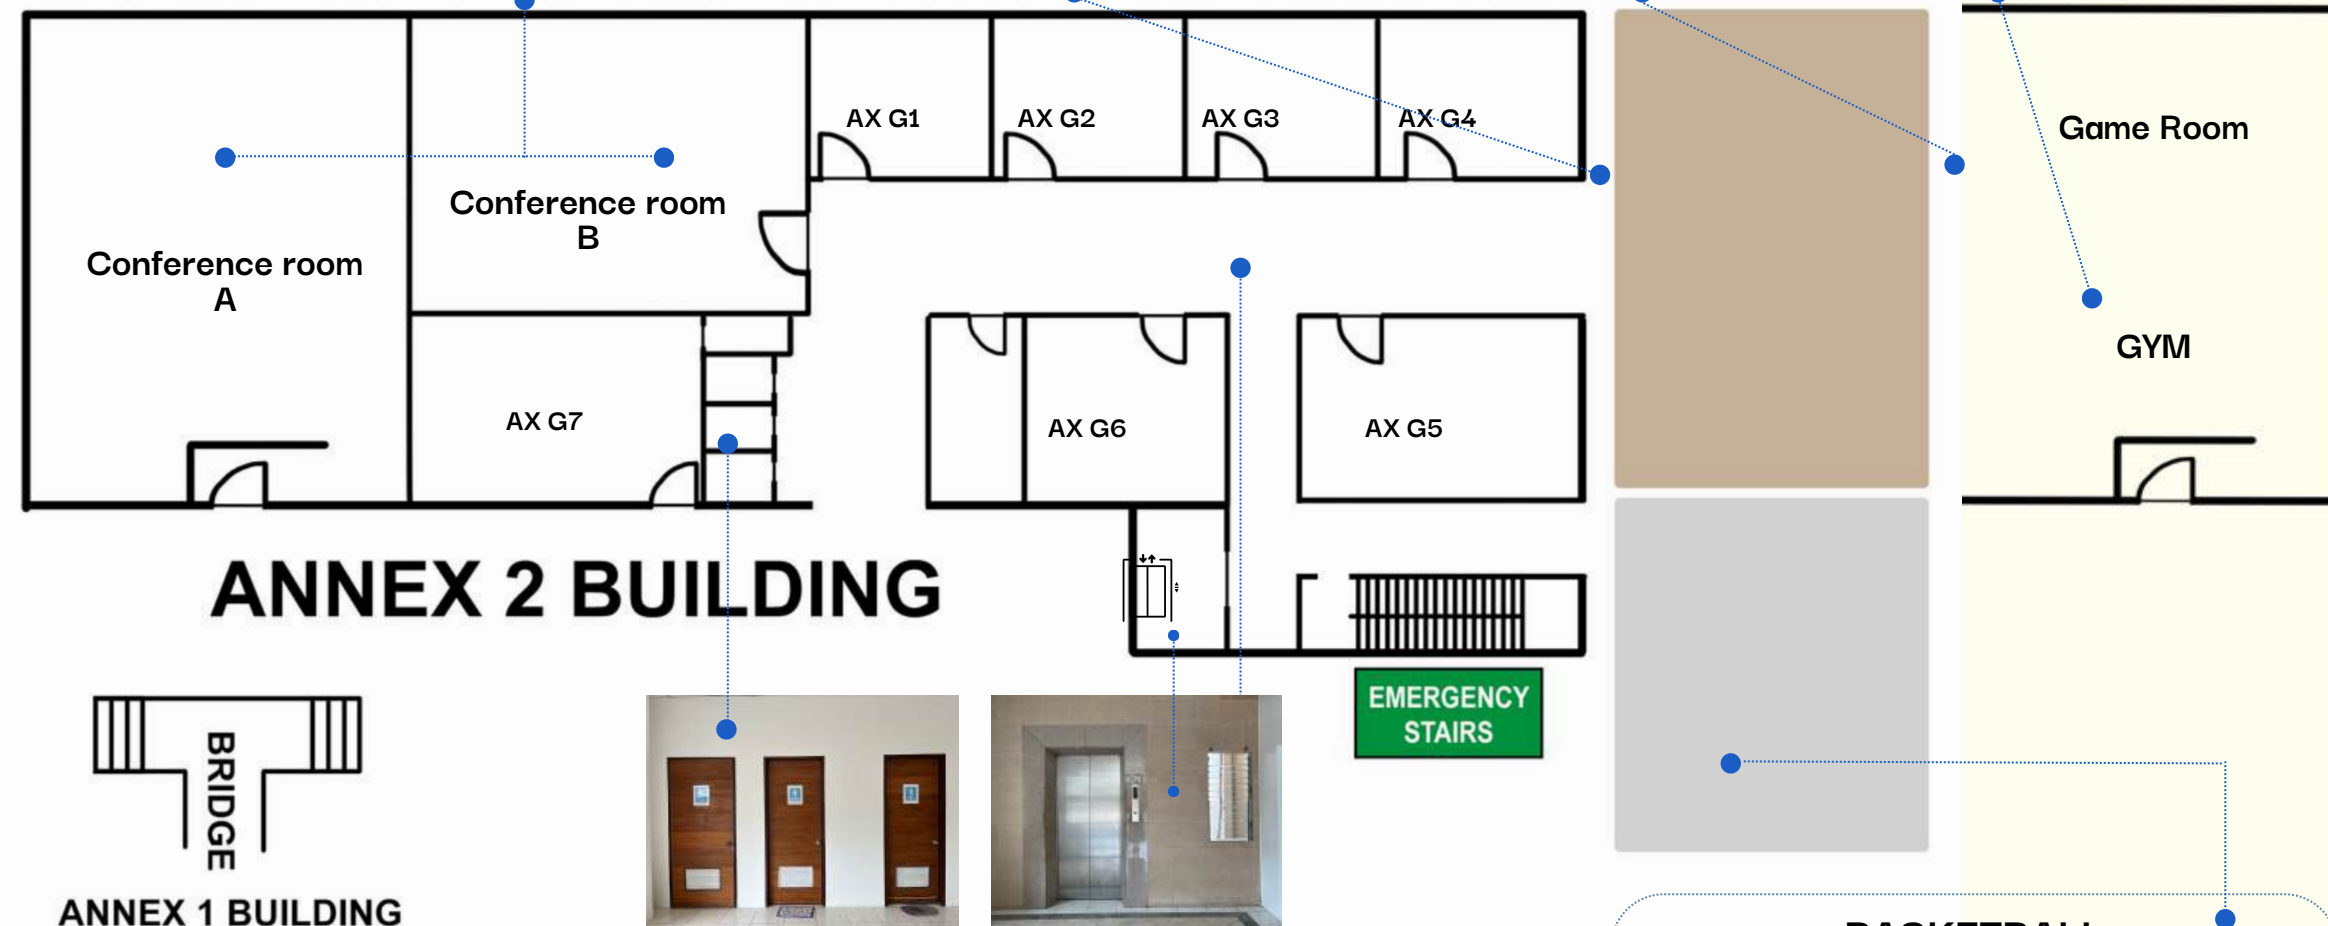 AX G1
AX G2
AX G3
AX G4
Game Room
Conference room
B
Conference room
A
GYM
AX G7
AX G6
AX G5
ANNEX 2 BUILDING
EMERGENCY
STAIRS
BRIDGE
ANNEX 1 BUILDING
BASKETBALL